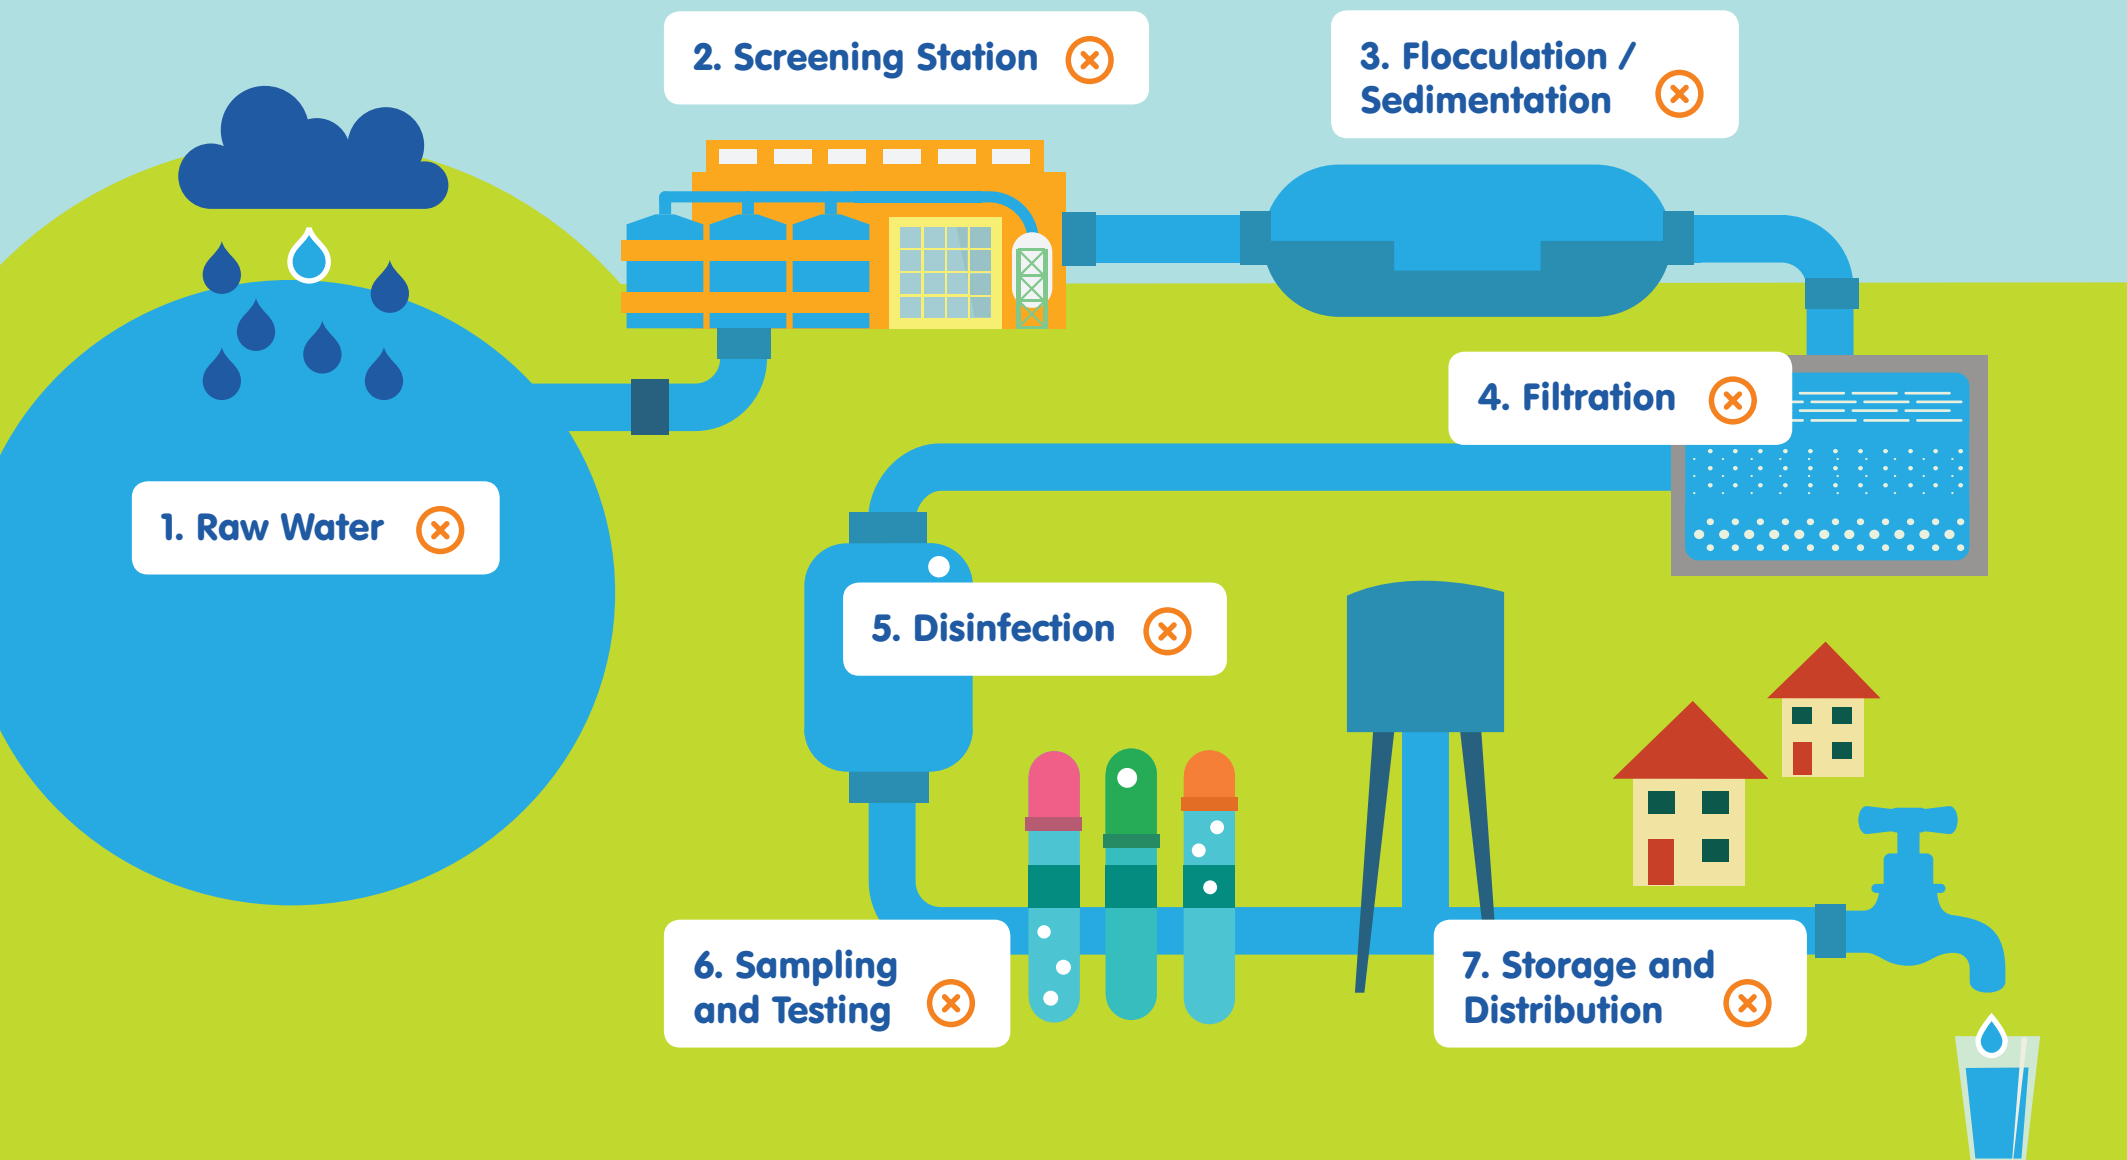 2. Screening Station
3. Flocculation /
Sedimentation
4. Filtration
1. Raw Water
5. Disinfection
6. Sampling
and Testing
7. Storage and
Distribution